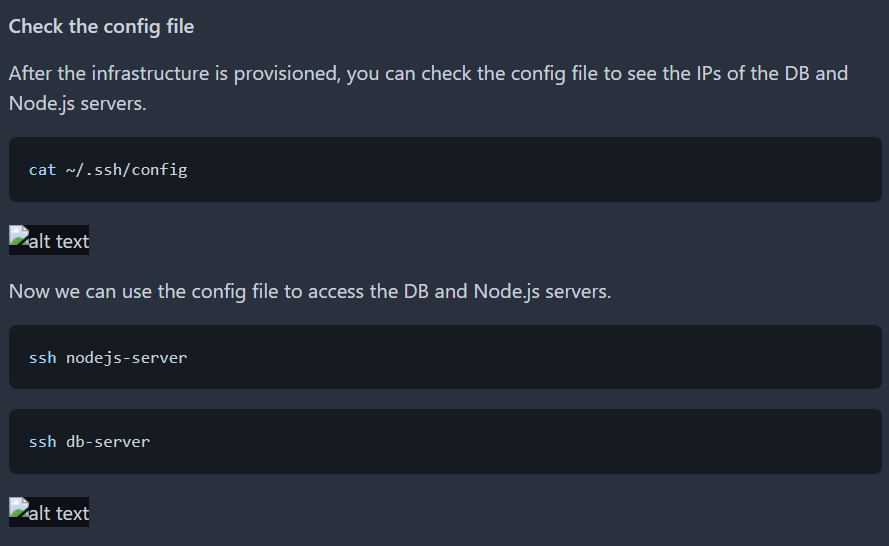 Check the config file
After the infrastructure is provisioned, you can check the config file to see the IPs of the DB and
Node.js servers.
cat ~/.ssh/config
alt text
Now we can use the config file to access the DB and Node.js servers.
ssh nodejs-server
ssh db-server
alt text